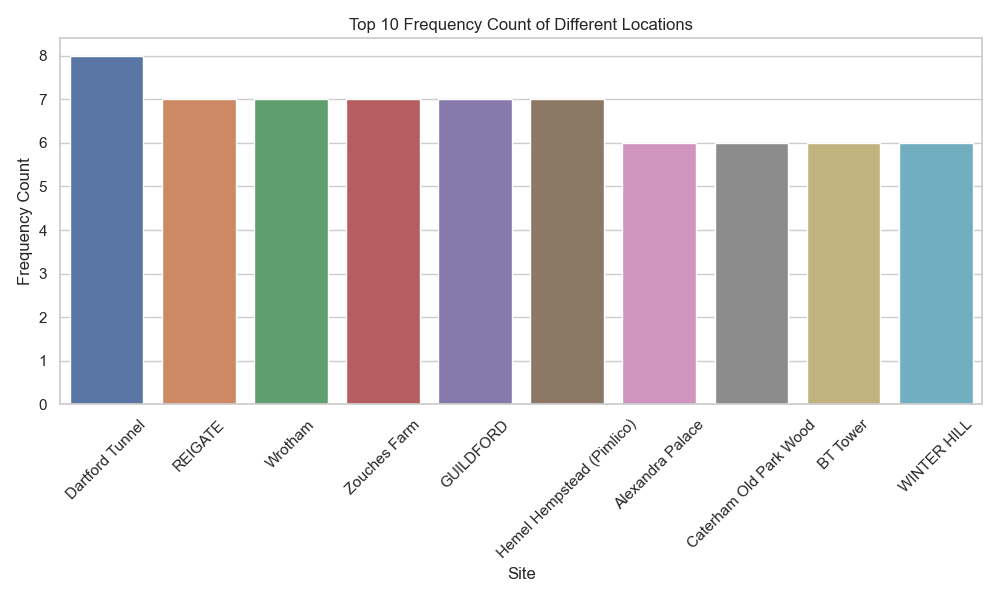 Top 10 Frequency Count of Different Locations
Frequency Count
8
7
6
5
4
3
2
1
0
Dartford Tunnel
REIGATE
Wrotham
Zouches Farm
GUILDFORD
Hemel Hempstead (Pimlico)
Alexandra Palace
Caterham Old Park Wood
BT Tower
WINTER HILL
Site